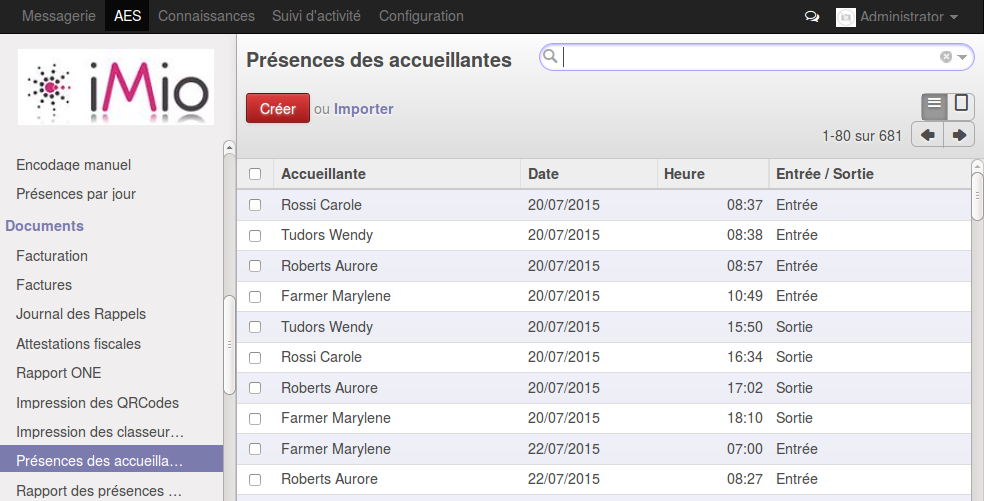 Messagerie AES Connaissances Suivi d'activité Configuration Administrator
iMio
Encodage manuel
Présences par jour
Documents
Facturation
Factures
Journal des Rappels
Attestations fiscales
Rapport ONE
Impression des QRCodes
Impression des classeur…
Présences des accueilla…
Rapport des présences …
Présences des accueillantes
Créer ou Importer
1-80 sur 681
Accueillante Date Heure Entrée / Sortie
Rossi Carole 20/07/2015 08:37 Entrée
Tudors Wendy 20/07/2015 08:38 Entrée
Roberts Aurore 20/07/2015 08:57 Entrée
Farmer Marylene 20/07/2015 10:49 Entrée
Tudors Wendy 20/07/2015 15:50 Sortie
Rossi Carole 20/07/2015 16:34 Sortie
Roberts Aurore 20/07/2015 17:02 Sortie
Farmer Marylene 20/07/2015 18:10 Sortie
Farmer Marylene 22/07/2015 07:00 Entrée
Roberts Aurore 22/07/2015 08:27 Entrée